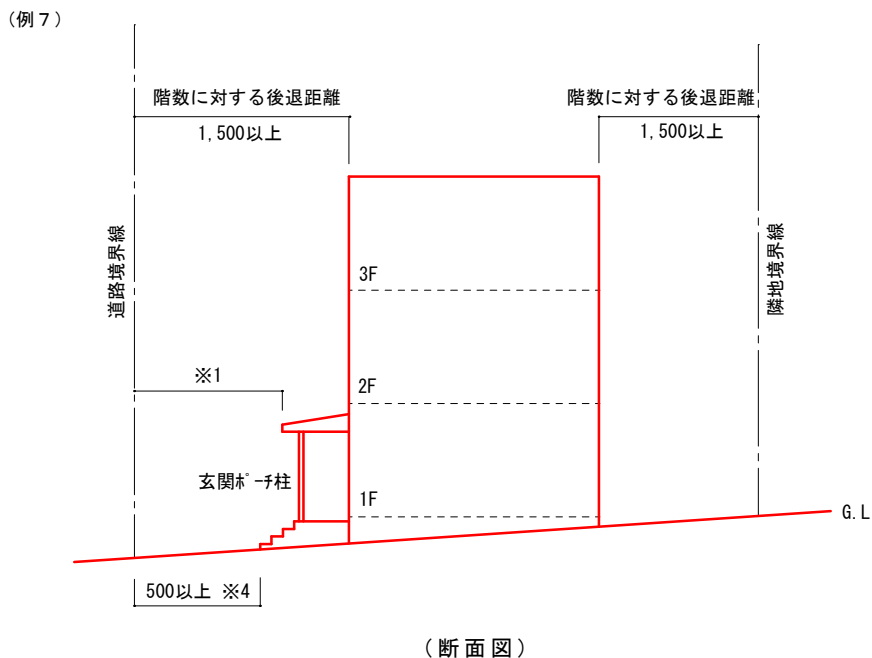 （例７）
階数に対する後退距離
1,500以上
階数に対する後退距離
1,500以上
道路境界線
隣地境界線
3F
※1
2F
玄関ﾎﾟｰﾁ柱
1F
G.L
500以上 ※4
（断面図）